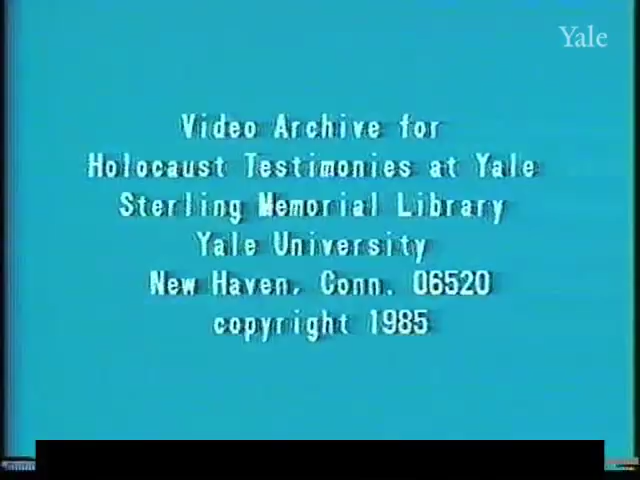 Yale
Video Archive for
Holocaust Testimonies at Yale
Sterling Memorial Library
Yale University
New Haven, Conn. 06520
copyright 1985